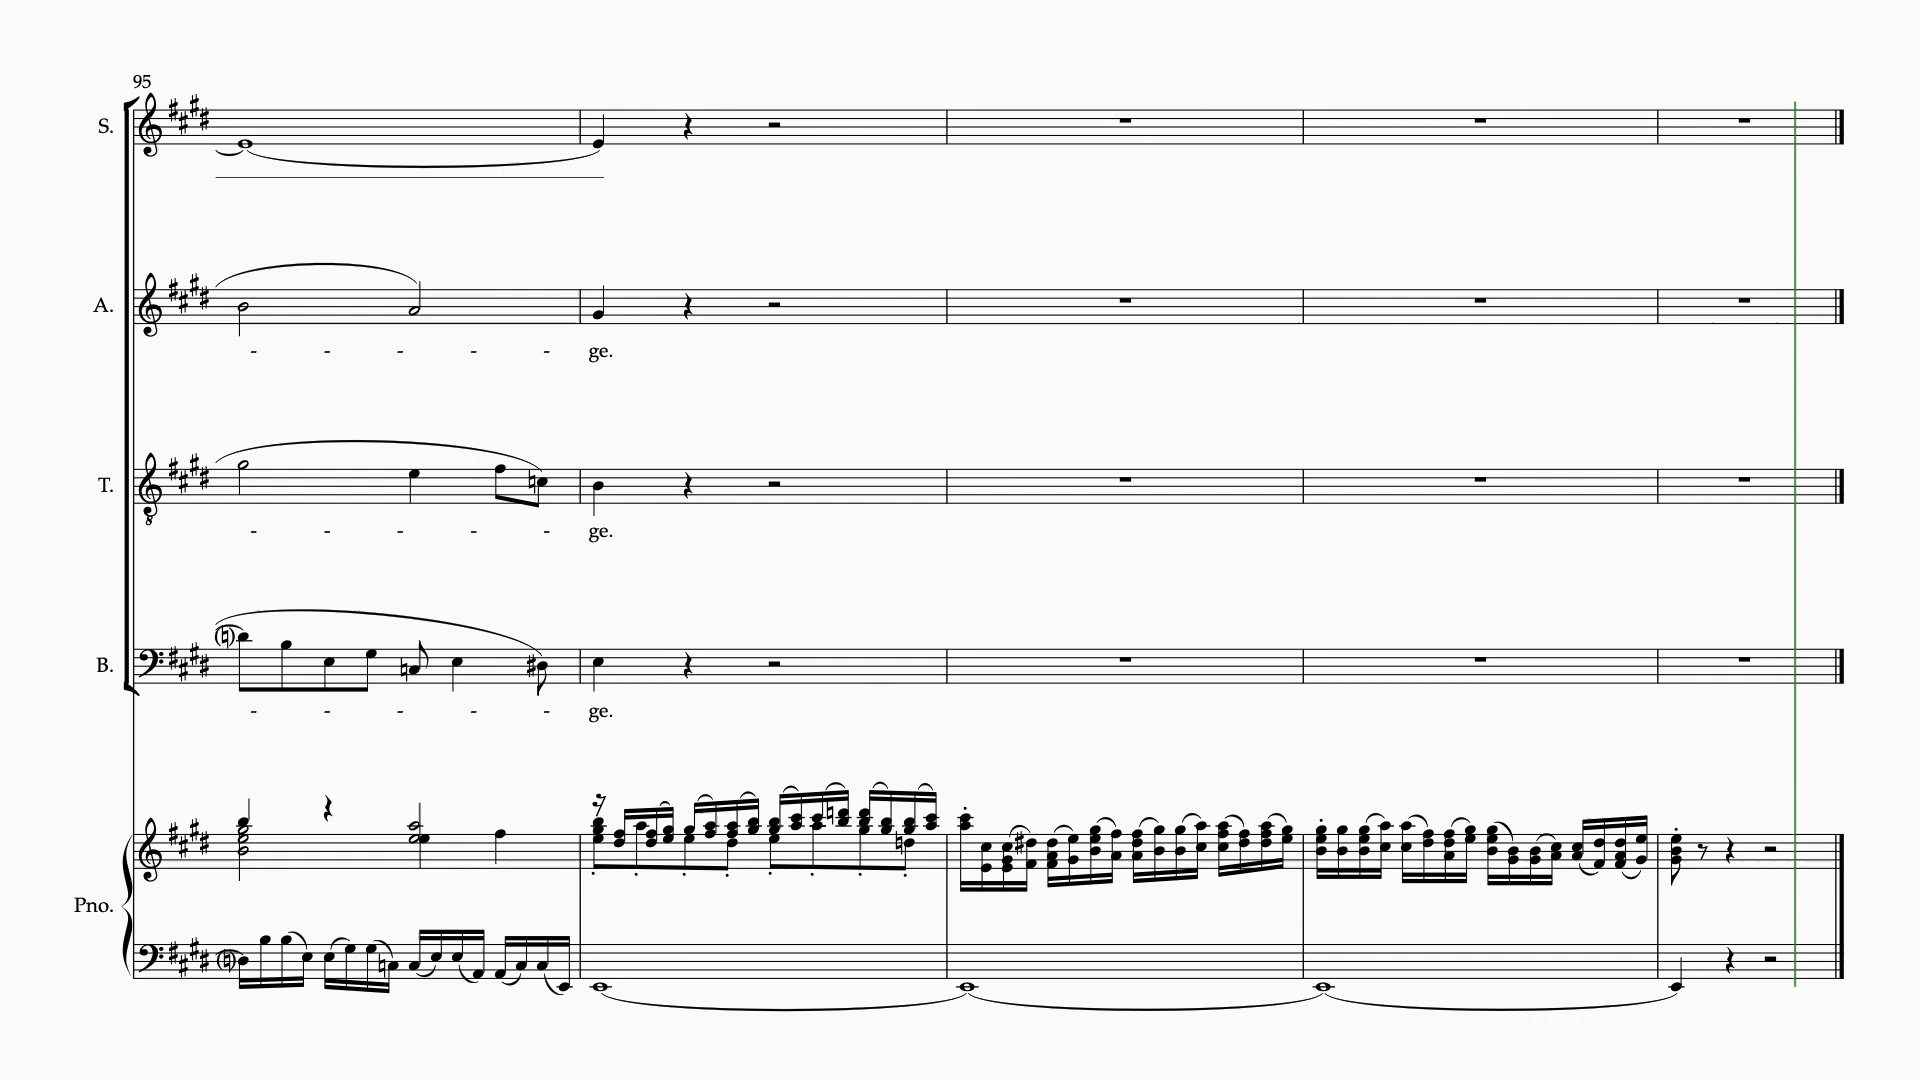 95
S.
A.
- - - - - ge.
T.
- - - - - ge.
B.
- - - - - ge.
Pno.